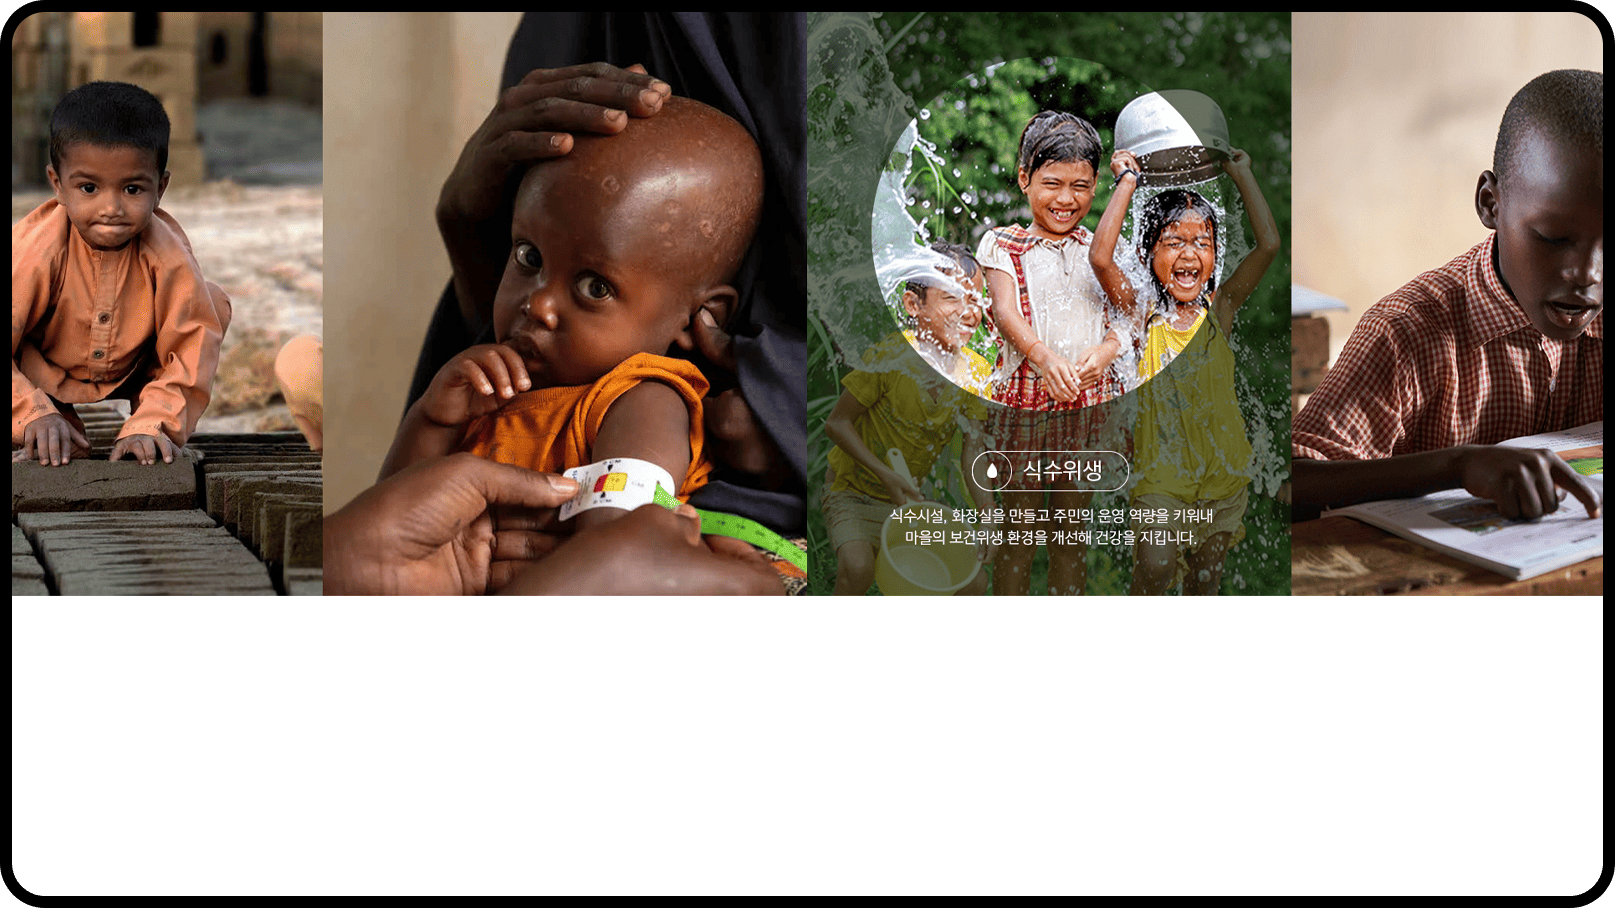 식수위생
식수시설, 화장실을 만들고 주민의 운영 역량을 키워내
마을의 보건위생 환경을 개선해 건강을 지킵니다.